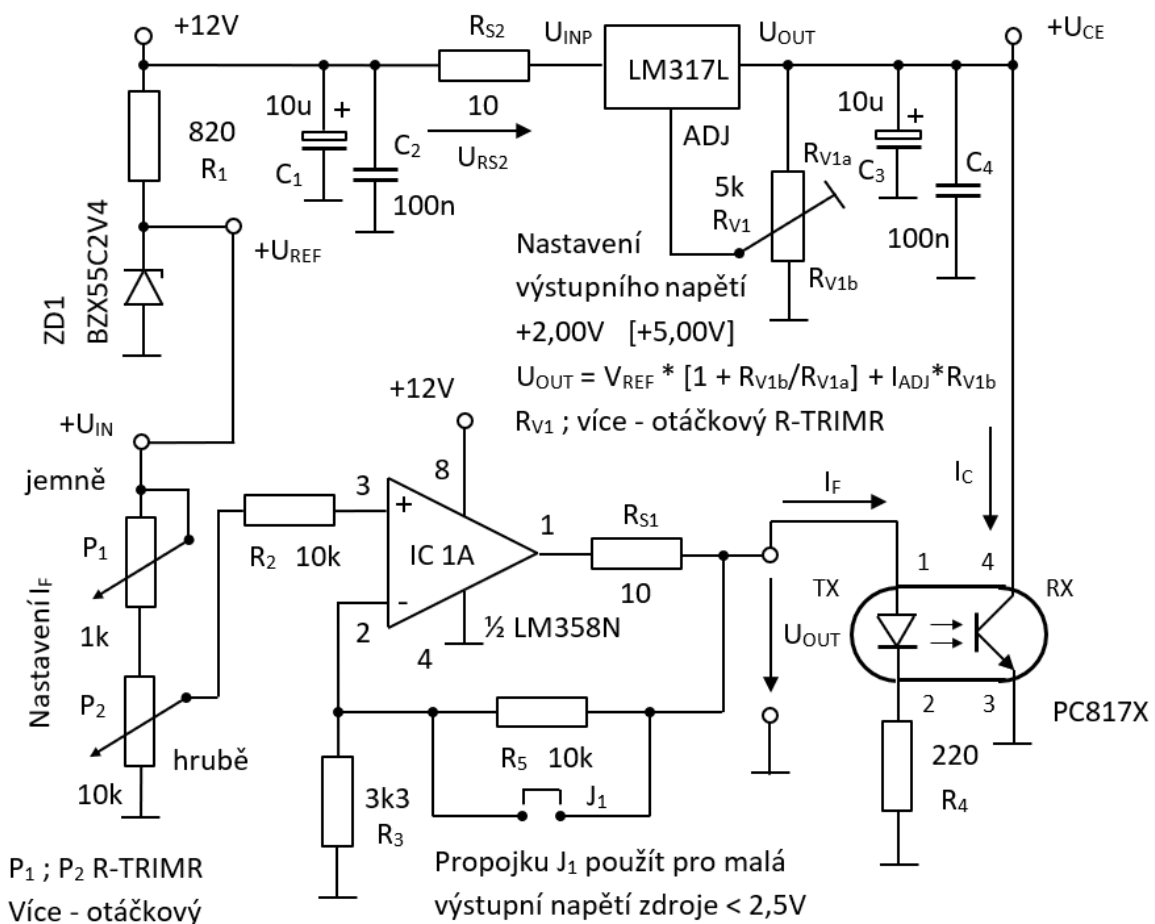 +12V
R_S2
U_INP
U_OUT
+U_CE
LM317L
10u
+
10
ADJ
10u
+
820
R_1
C_1
C_2
U_RS2
100n
R_V1a
C_3
C_4
5k
R_V1
100n
+U_REF
ZD1
BZX55C2V4
R_V1b
Nastavení
výstupního napětí
+2,00V [+5,00V]
U_OUT = V_REF * [1 + R_V1b/R_V1a] + I_ADJ*R_V1b
R_V1 ; více - otáčkový R-TRIMR
+12V
+U_IN
jemně
8
3
+
I_F
I_C
P_1
R_2 10k
IC 1A
1
R_S1
10
1
4
TX
RX
1k
-
2
4
½ LM358N
U_OUT
Nastavení I_F
P_2
hrubě
10k
2
3
PC817X
R_5 10k
220
R_4
3k3
R_3
J_1
P_1 ; P_2 R-TRIMR
Více - otáčkový
Propojku J_1 použít pro malá
výstupní napětí zdroje < 2,5V